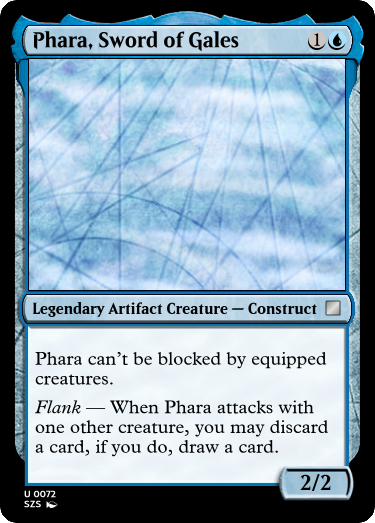 Phara, Sword of Gales 1
Legendary Artifact Creature — Construct
Phara can't be blocked by equipped
creatures.
Flank — When Phara attacks with
one other creature, you may discard
a card, if you do, draw a card.
2/2
U 0072
SZS